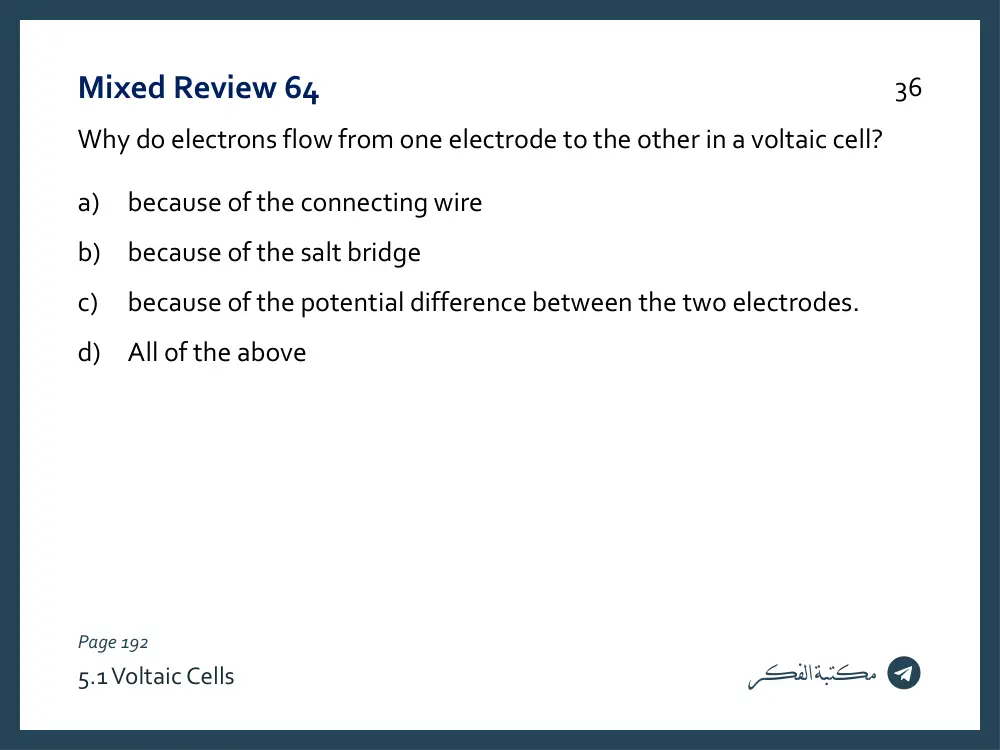 Mixed Review 64
36
Why do electrons flow from one electrode to the other in a voltaic cell?
a) because of the connecting wire
b) because of the salt bridge
c) because of the potential difference between the two electrodes.
d) All of the above
Page 192
5.1 Voltaic Cells
مكتبة الفكر